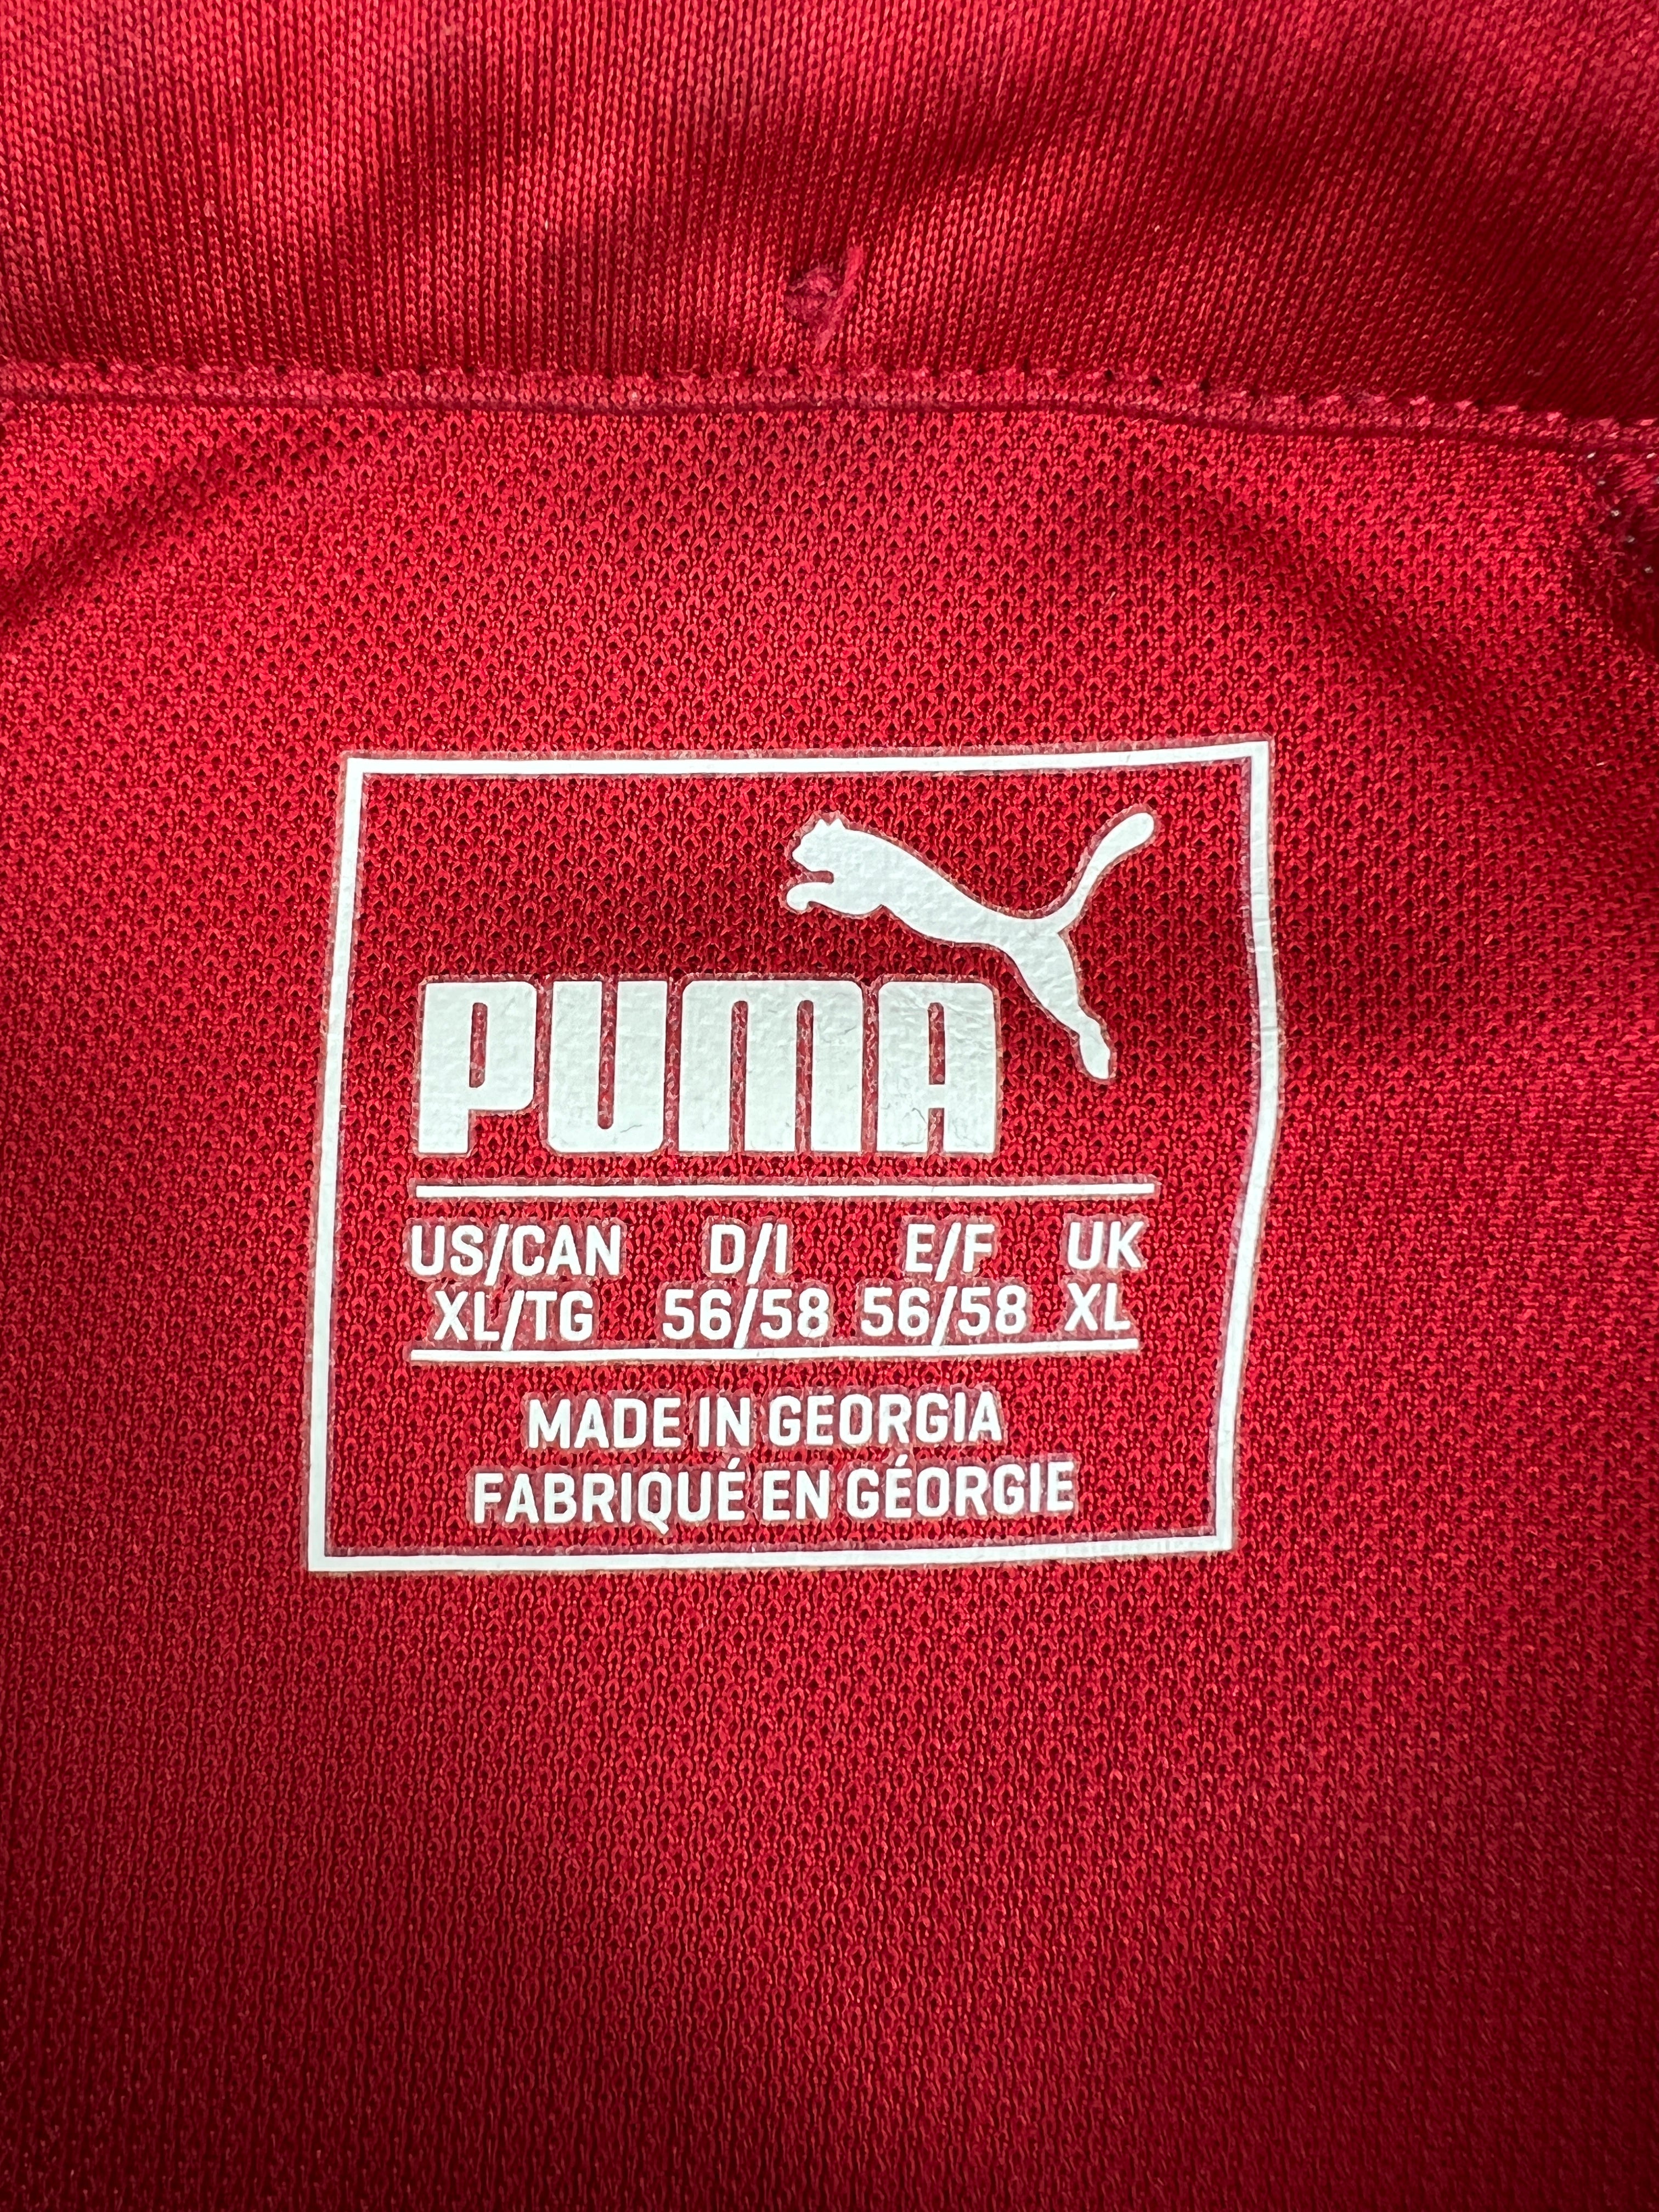 PUMA
US/CAN D/I E/F UK
XL/TG 56/58 56/58 XL
MADE IN GEORGIA
FABRIQUÉ EN GÉORGIE